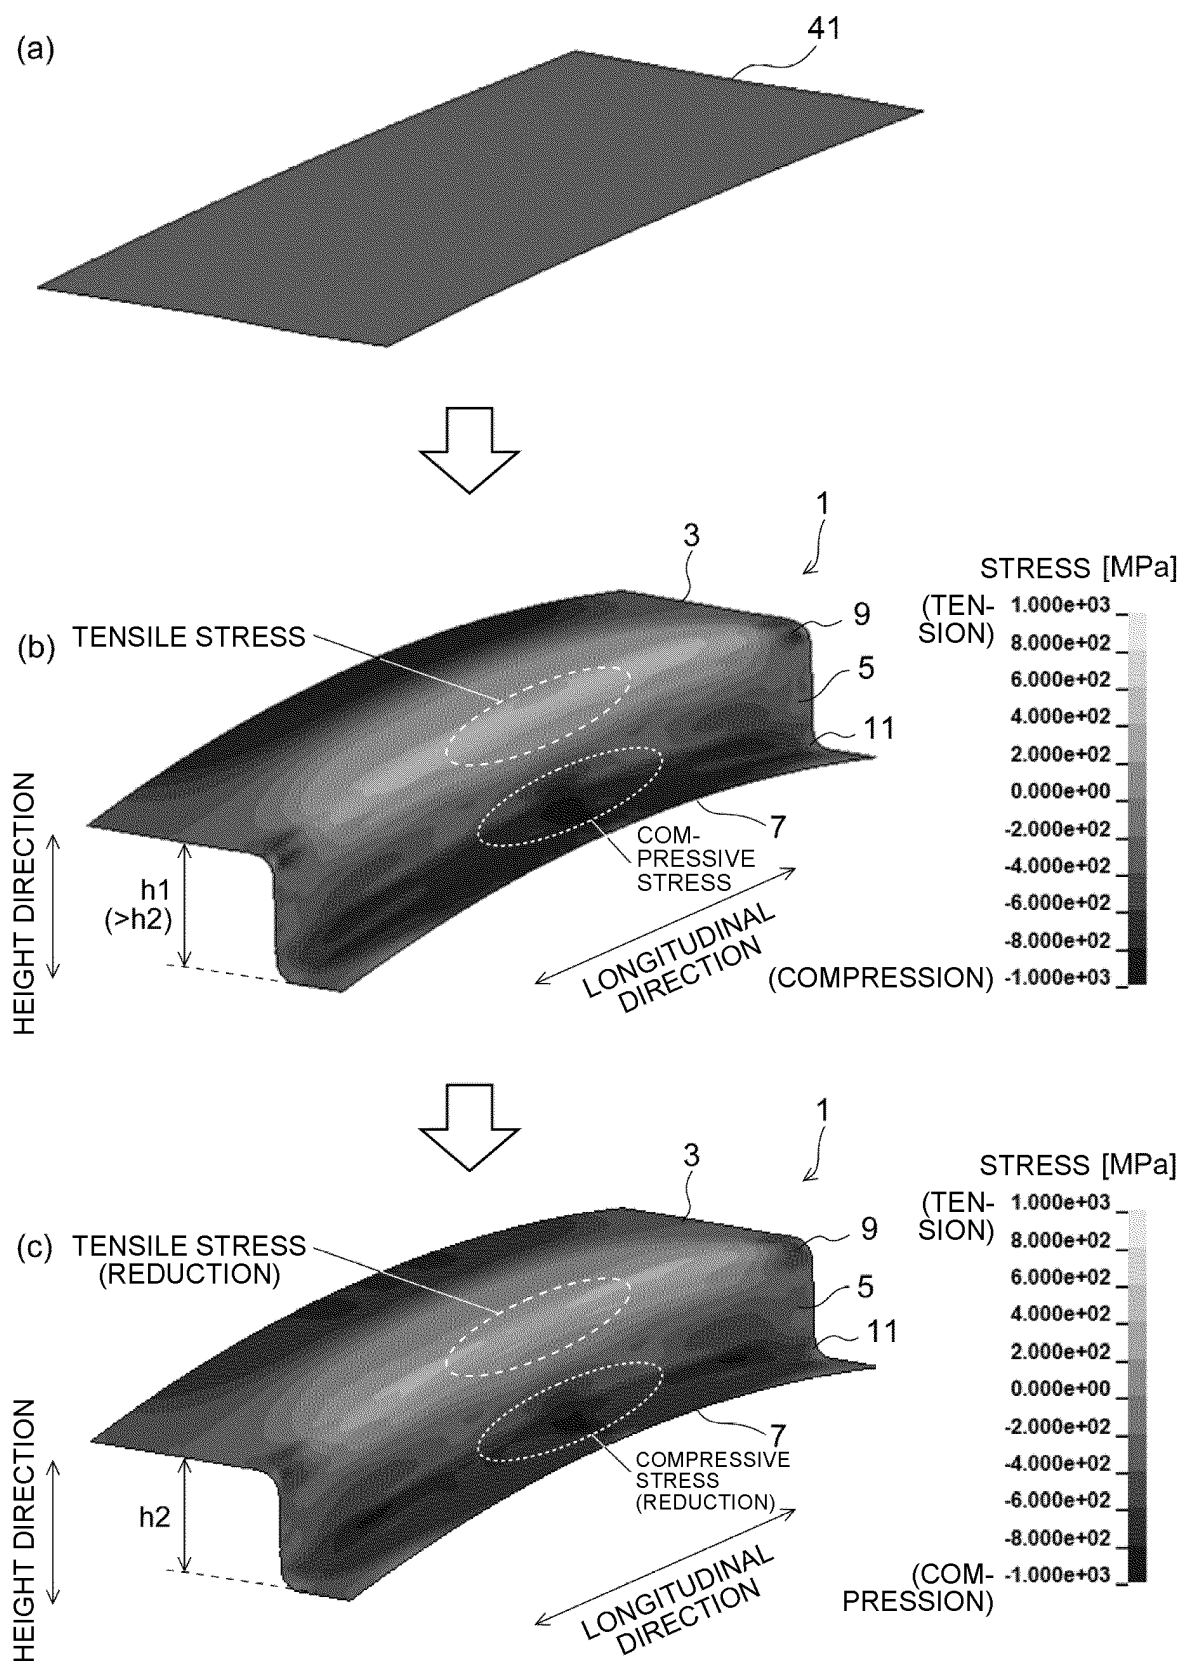 (a)
41
1
3
STRESS [MPa]
(TEN-
SION)
1.000e+03
8.000e+02
6.000e+02
4.000e+02
2.000e+02
0.000e+00
-2.000e+02
-4.000e+02
-6.000e+02
-8.000e+02
-1.000e+03
(COMPRESSION)
(b)
TENSILE STRESS
9
5
11
7
COM-
PRESSIVE
STRESS
HEIGHT DIRECTION
h1
(>h2)
LONGITUDINAL
DIRECTION
1
3
STRESS [MPa]
(TEN-
SION)
1.000e+03
8.000e+02
6.000e+02
4.000e+02
2.000e+02
0.000e+00
-2.000e+02
-4.000e+02
-6.000e+02
-8.000e+02
-1.000e+03
(COM-
PRESSION)
(c)
TENSILE STRESS
(REDUCTION)
9
5
11
7
COMPRESSIVE
STRESS
(REDUCTION)
HEIGHT DIRECTION
h2
LONGITUDINAL
DIRECTION